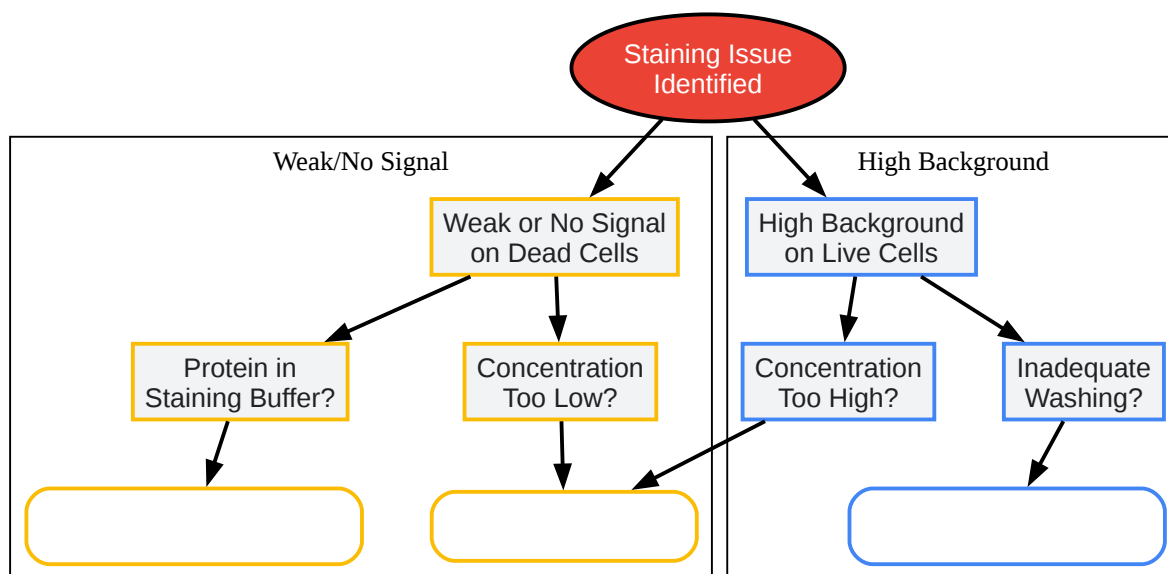 Staining Issue
Identified
Weak/No Signal
High Background
Weak or No Signal
on Dead Cells
High Background
on Live Cells
Protein in
Staining Buffer?
Concentration
Too Low?
Concentration
Too High?
Inadequate
Washing?